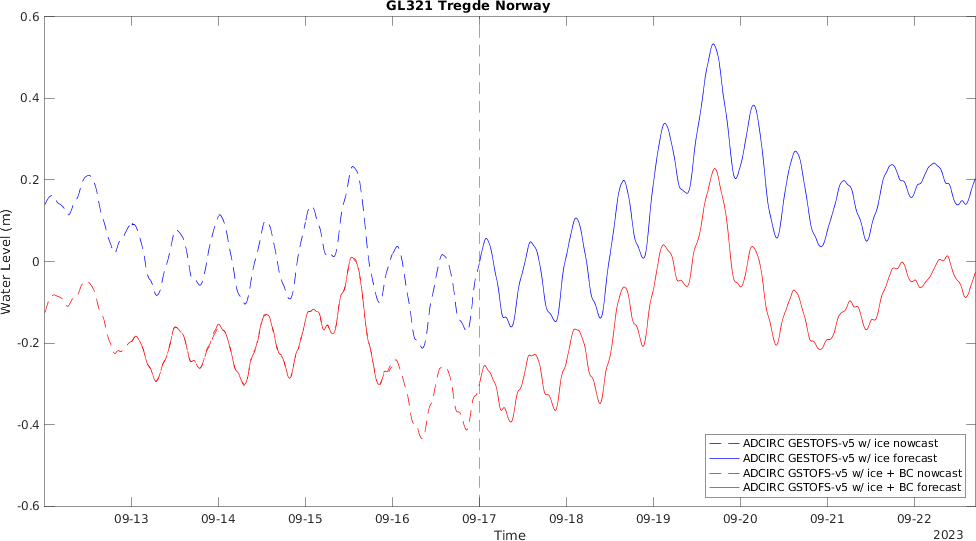 GL321 Tregde Norway
0.6
0.4
0.2
0
-0.2
-0.4
-0.6
Water Level (m)
ADCIRC GESTOFS-v5 w/ ice nowcast
ADCIRC GESTOFS-v5 w/ ice forecast
ADCIRC GSTOFS-v5 w/ ice + BC nowcast
ADCIRC GSTOFS-v5 w/ ice + BC forecast
09-13 09-14 09-15 09-16 09-17 09-18 09-19 09-20 09-21 09-22
Time
2023